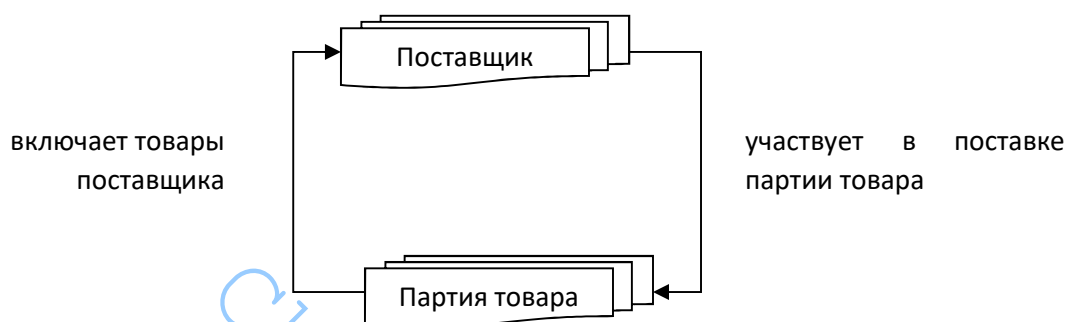 Поставщик
включает товары
поставщика
участвует в поставке
партии товара
Партия товара